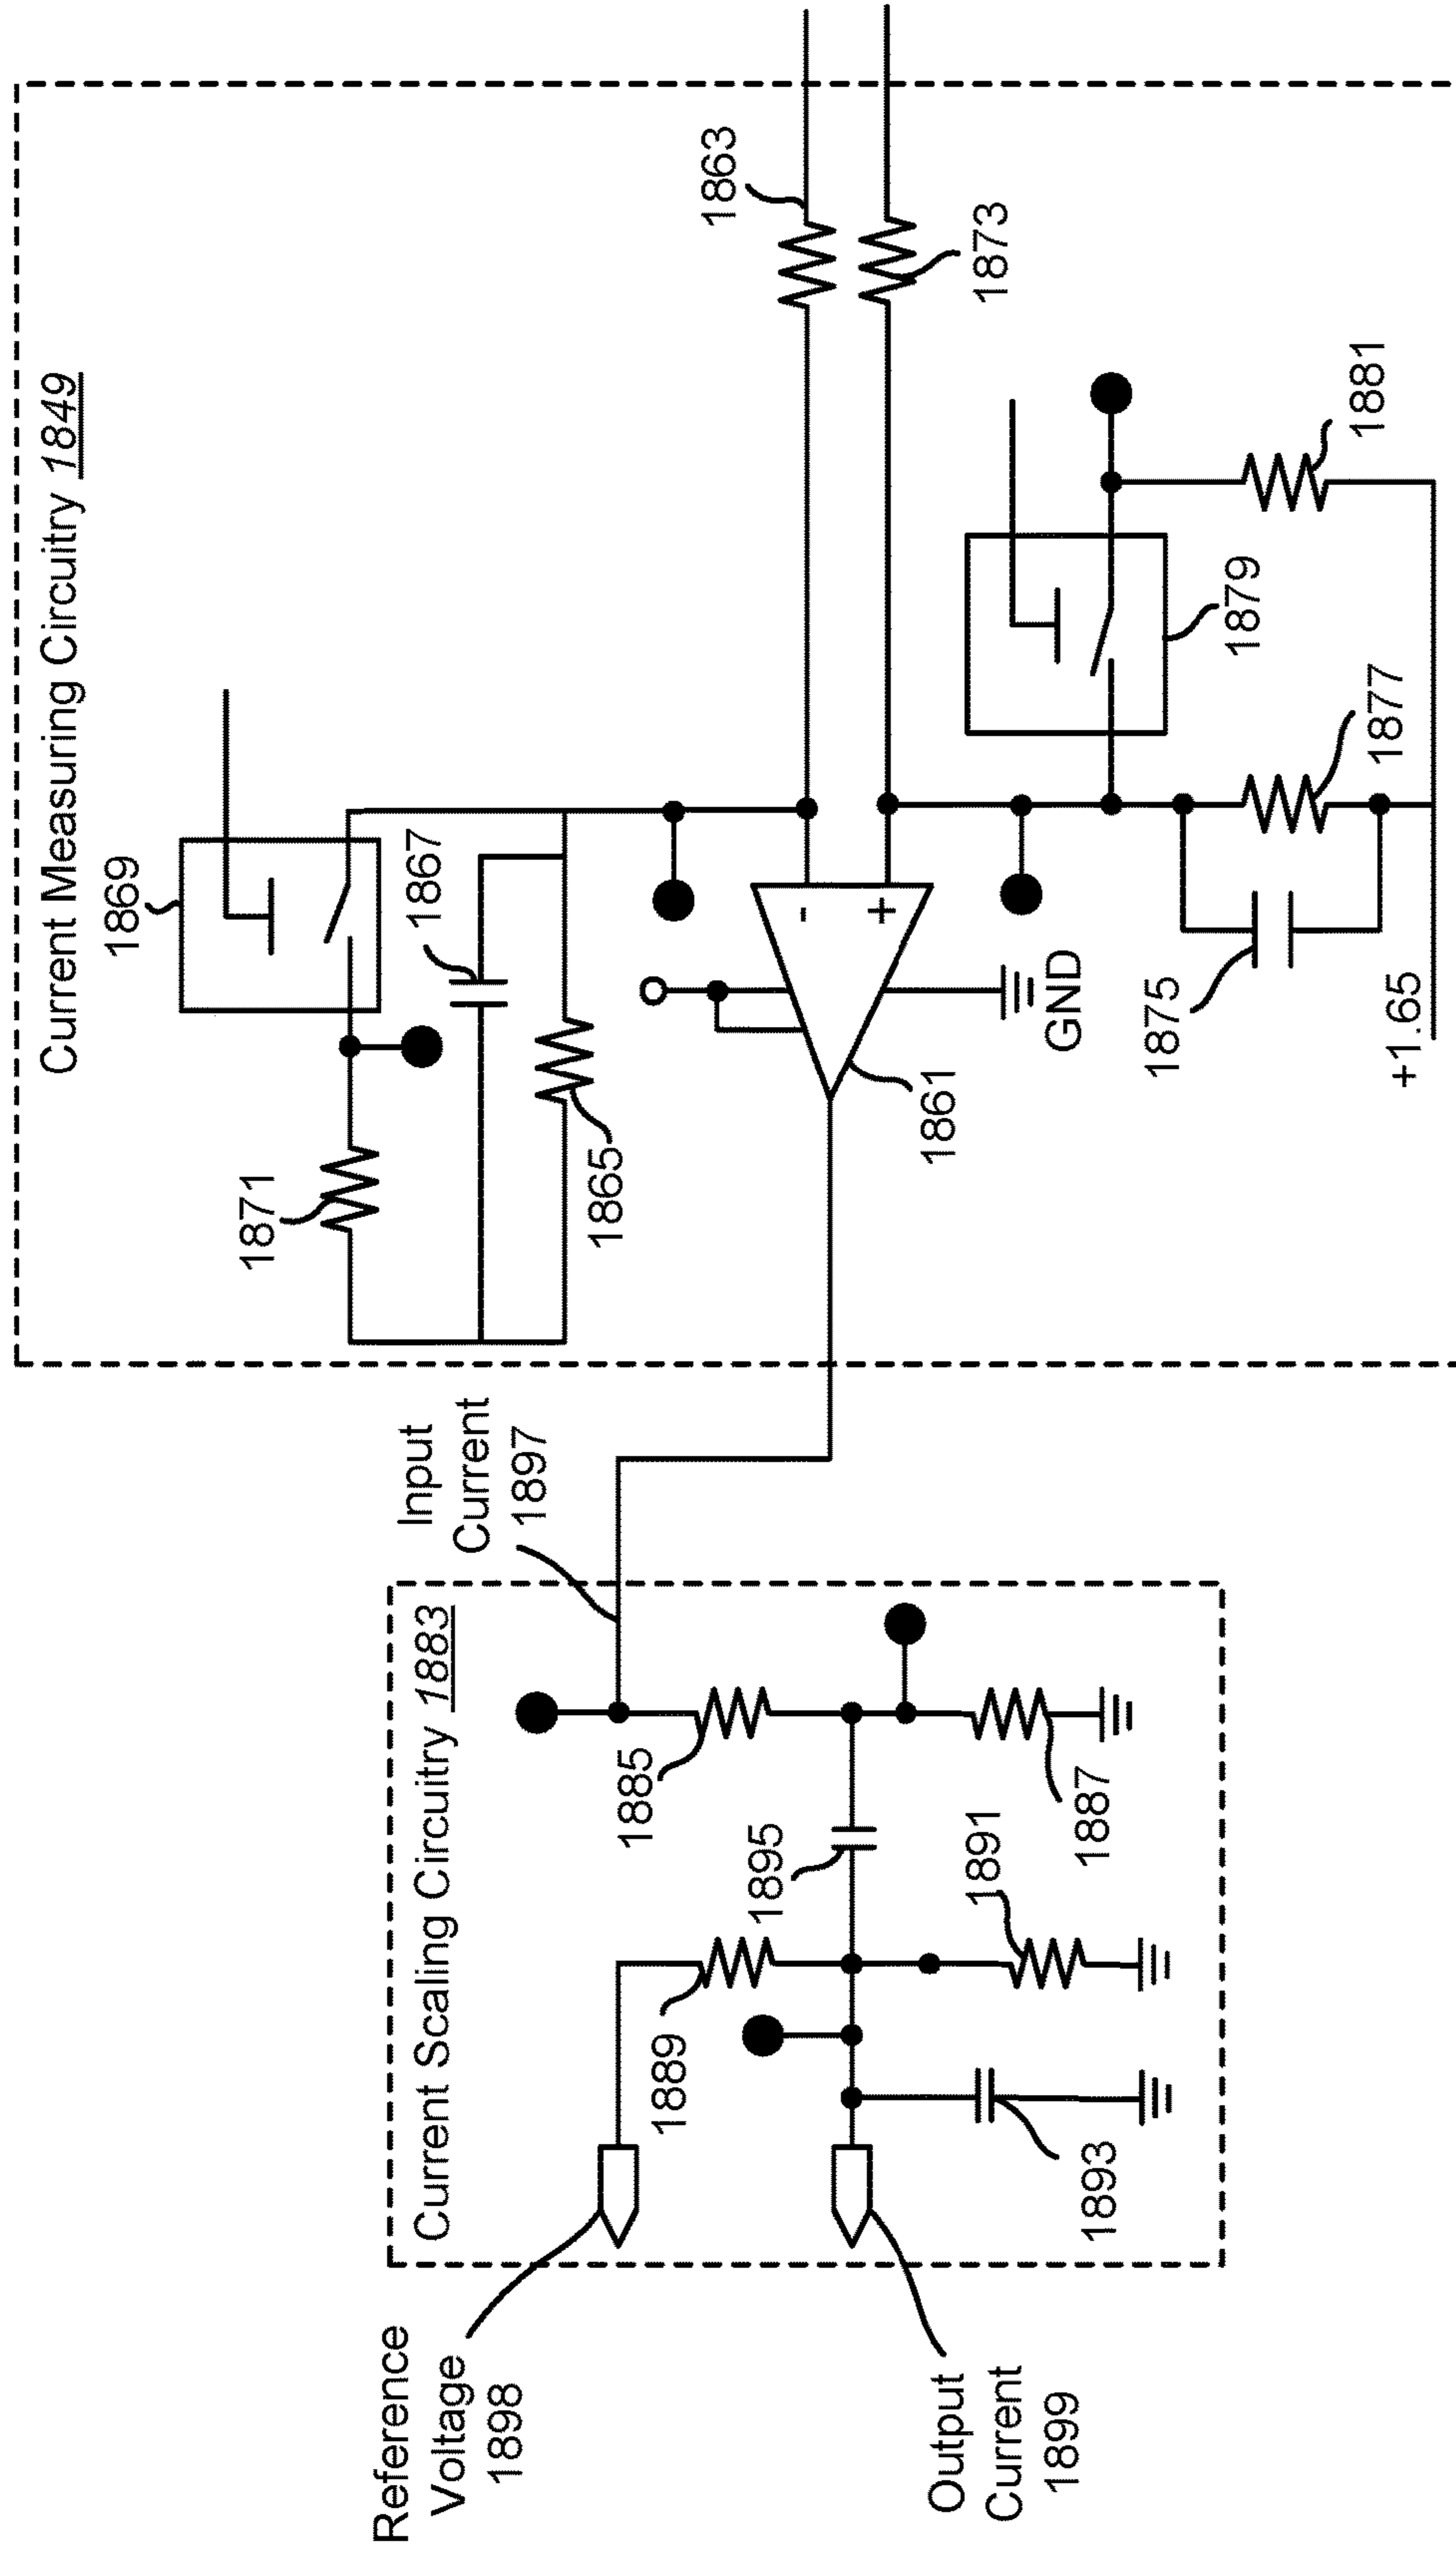 Current Measuring Circuitry 1849
1869
1867
1871
1865
1863
1873
-
+
1861
GND
1879
1881
1877
1875
+1.65
Input
Current
1897
Current Scaling Circuitry 1883
1885
1887
1895
1891
1889
1893
Reference
Voltage
1898
Output
Current
1899